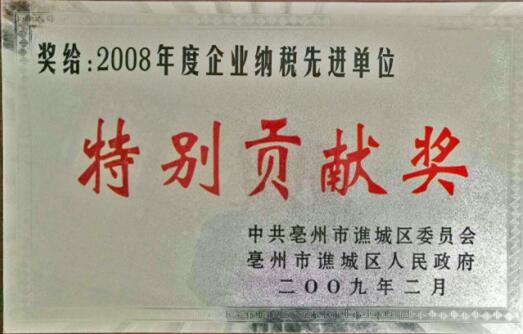 奖给:2008年度企业纳税先进单位
特别贡献奖
中共亳州市谯城区委员会
亳州市谯城区人民政府
二〇〇九年二月